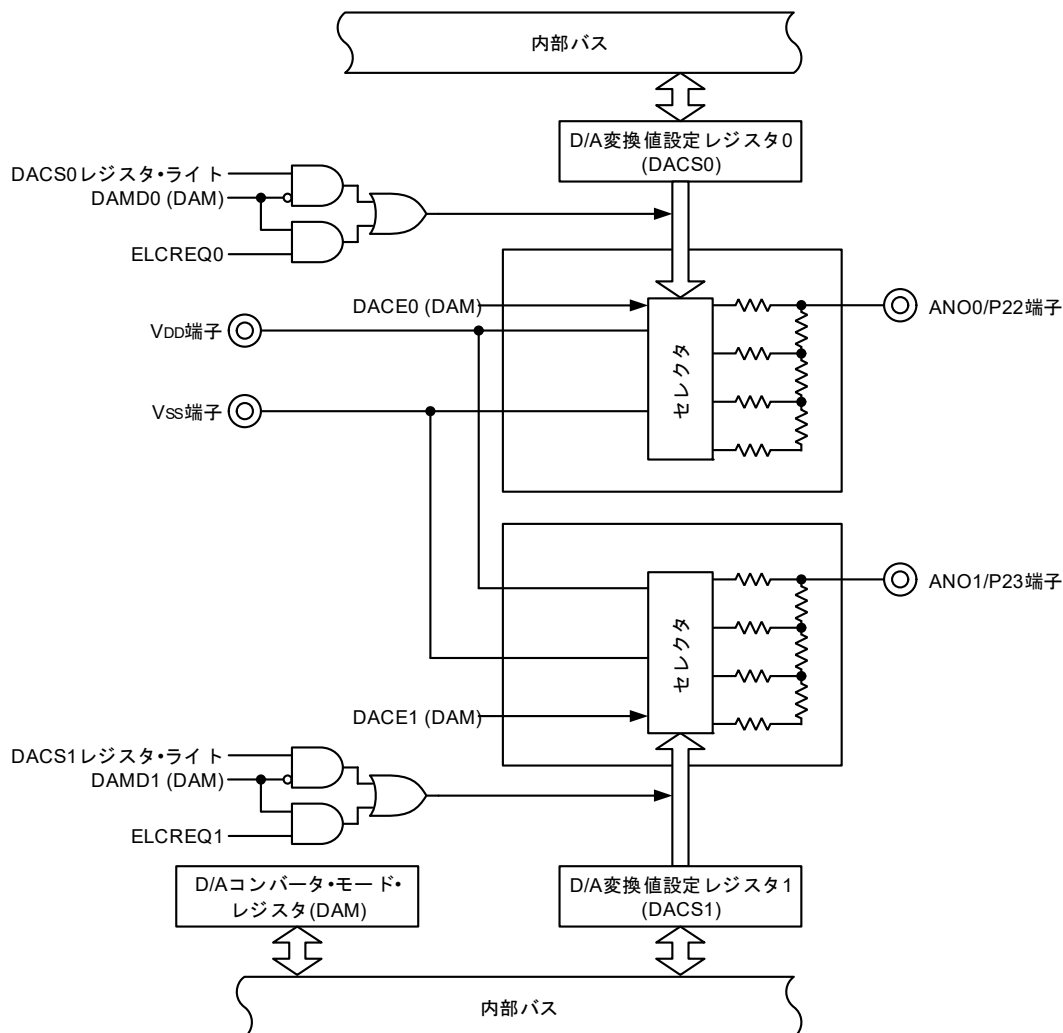 内部バス
D/A変換値設定レジスタ0
(DACS0)
DACS0レジスタ・ライト
DAMD0 (DAM)
ELCREQ0
DACE0 (DAM)
セレクタ
ANO0/P22端子
VDD端子
VSS端子
セレクタ
ANO1/P23端子
DACE1 (DAM)
DACS1レジスタ・ライト
DAMD1 (DAM)
ELCREQ1
D/Aコンバータ・モード・
レジスタ(DAM)
D/A変換値設定レジスタ1
(DACS1)
内部バス